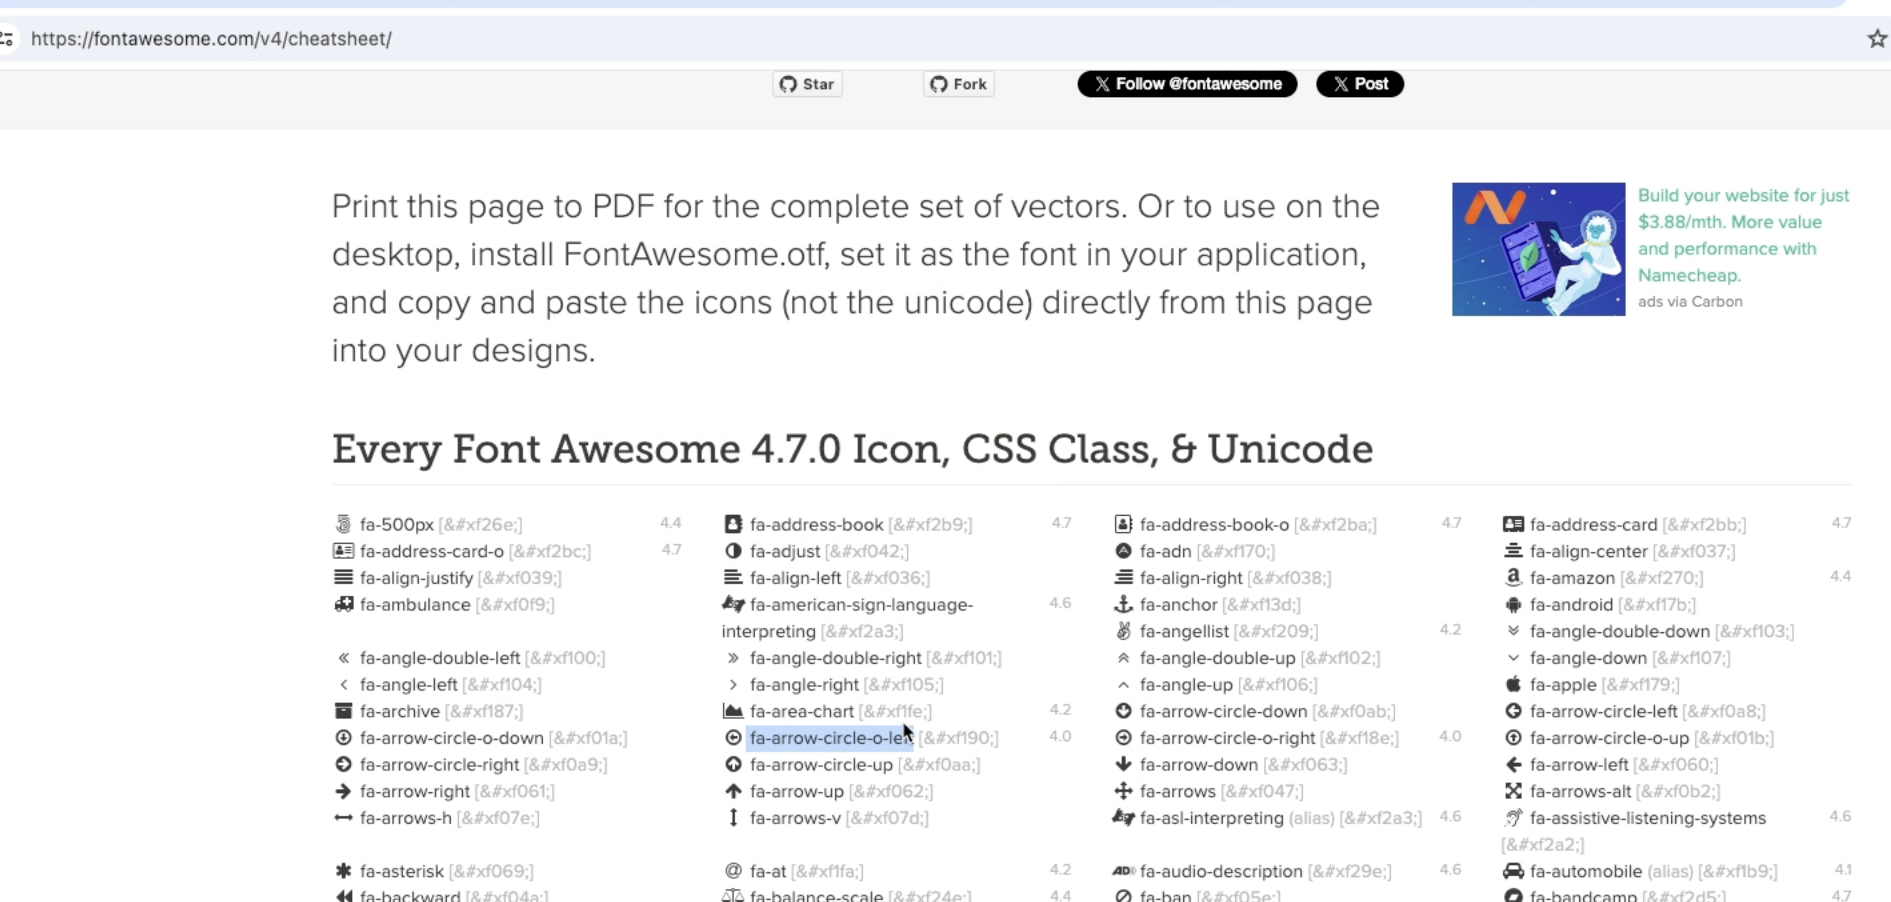 https://fontawesome.com/v4/cheatsheet/
Star Fork Follow @fontawesome Post
Print this page to PDF for the complete set of vectors. Or to use on the
desktop, install FontAwesome.otf, set it as the font in your application,
and copy and paste the icons (not the unicode) directly from this page
into your designs.
Build your website for just
$3.88/mth. More value
and performance with
Namecheap.
ads via Carbon
Every Font Awesome 4.7.0 Icon, CSS Class, & Unicode
fa-500px [&#xf26e;] 4.4 fa-address-book [&#xf2b9;] 4.7 fa-address-book-o [&#xf2ba;] 4.7 fa-address-card [&#xf2bb;] 4.7
fa-address-card-o [&#xf2bc;] 4.7 fa-adjust [&#xf042;] fa-adn [&#xf170;] fa-align-center [&#xf037;]
fa-align-justify [&#xf039;] fa-align-left [&#xf036;] fa-align-right [&#xf038;] fa-amazon [&#xf270;] 4.4
fa-ambulance [&#xf0f9;] fa-american-sign-language- 4.6 fa-anchor [&#xf13d;] fa-android [&#xf17b;]
interpreting [&#xf2a3;] fa-angellist [&#xf209;] 4.2 fa-angle-double-down [&#xf103;]
fa-angle-double-left [&#xf100;] fa-angle-double-right [&#xf101;] fa-angle-double-up [&#xf102;] fa-angle-down [&#xf107;]
fa-angle-left [&#xf104;] fa-angle-right [&#xf105;] fa-angle-up [&#xf106;] fa-apple [&#xf179;]
fa-archive [&#xf187;] fa-area-chart [&#xf1fe;] 4.2 fa-arrow-circle-down [&#xf0ab;] fa-arrow-circle-left [&#xf0a8;]
fa-arrow-circle-o-down [&#xf01a;] fa-arrow-circle-o-left [&#xf190;] 4.0 fa-arrow-circle-o-right [&#xf18e;] 4.0 fa-arrow-circle-o-up [&#xf01b;]
fa-arrow-circle-right [&#xf0a9;] fa-arrow-circle-up [&#xf0aa;] fa-arrow-down [&#xf063;] fa-arrow-left [&#xf060;]
fa-arrow-right [&#xf061;] fa-arrow-up [&#xf062;] fa-arrows [&#xf047;] fa-arrows-alt [&#xf0b2;]
fa-arrows-h [&#xf07e;] fa-arrows-v [&#xf07d;] fa-asl-interpreting (alias) [&#xf2a3;] 4.6 fa-assistive-listening-systems 4.6
[&#xf2a2;]
fa-asterisk [&#xf069;] fa-at [&#xf1fa;] 4.2 fa-audio-description [&#xf29e;] 4.6 fa-automobile (alias) [&#xf1b9;] 4.1
fa-backward [&#xf04a;] fa-balance-scale [&#xf24e;] 4.4 fa-ban [&#xf05e;] fa-bandcamp [&#xf2d5;] 4.7